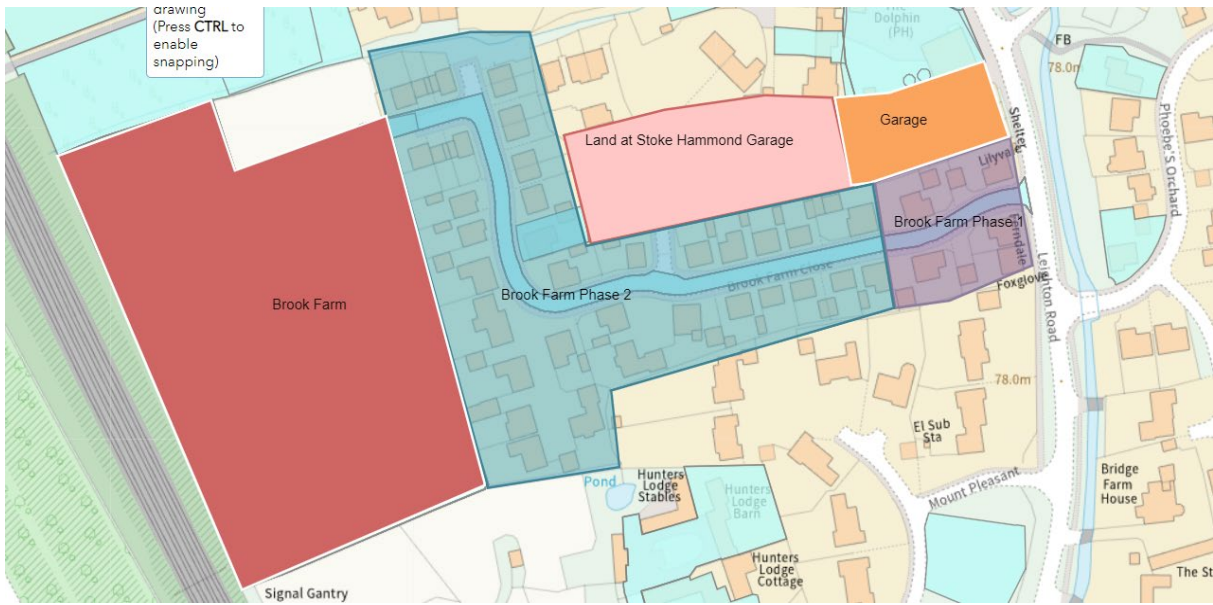 drawing
(Press CTRL to
enable
snapping)
The
Dolphin
(PH)
FB
78.0m
Shelter
Phoebe's Orchard
Garage
Land at Stoke Hammond Garage
Lilyvale
Brook Farm Phase 1
Ferndale
Leighton Road
Foxglove
Brook Farm Close
Brook Farm Phase 2
Brook Farm
78.0m
El Sub
Sta
Mount Pleasant
Bridge
Farm
House
Pond
Hunters
Lodge
Stables
Hunters
Lodge
Barn
Hunters
Lodge
Cottage
Signal Gantry
The St